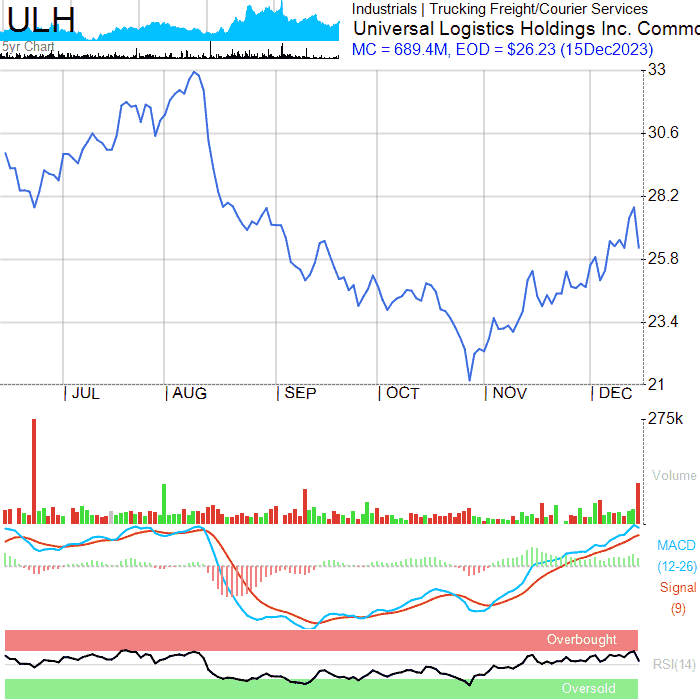 ULH
5yr Chart
Industrials | Trucking Freight/Courier Services
Universal Logistics Holdings Inc. Commo
MC = 689.4M, EOD = $26.23 (15Dec2023)
33
30.6
28.2
25.8
23.4
21
JUL
AUG
SEP
OCT
NOV
DEC
275k
Volume
MACD
(12-26)
Signal
(9)
Overbought
RSI(14)
Oversold